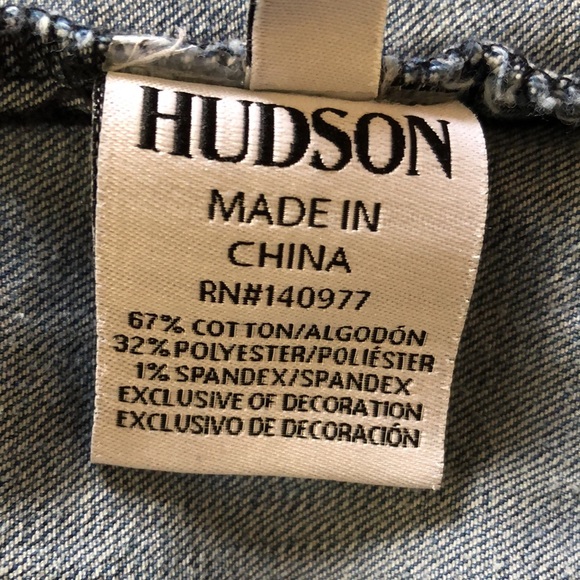 HUDSON
MADE IN
CHINA
RN#140977
67% COTTON/ALGODÓN
32% POLYESTER/POLIÉSTER
1% SPANDEX/SPANDEX
EXCLUSIVE OF DECORATION
EXCLUSIVO DE DECORACIÓN